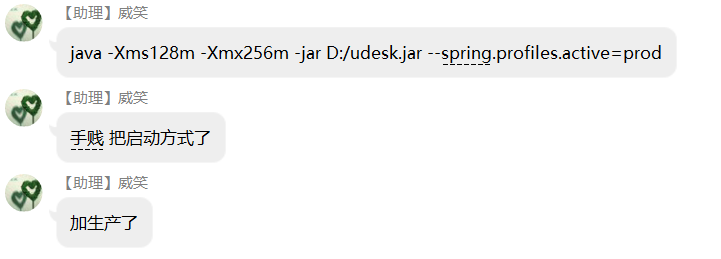 【助理】威笑
java -Xms128m -Xmx256m -jar D:/udesk.jar --spring.profiles.active=prod
【助理】威笑
手贱 把启动方式了
【助理】威笑
加生产了